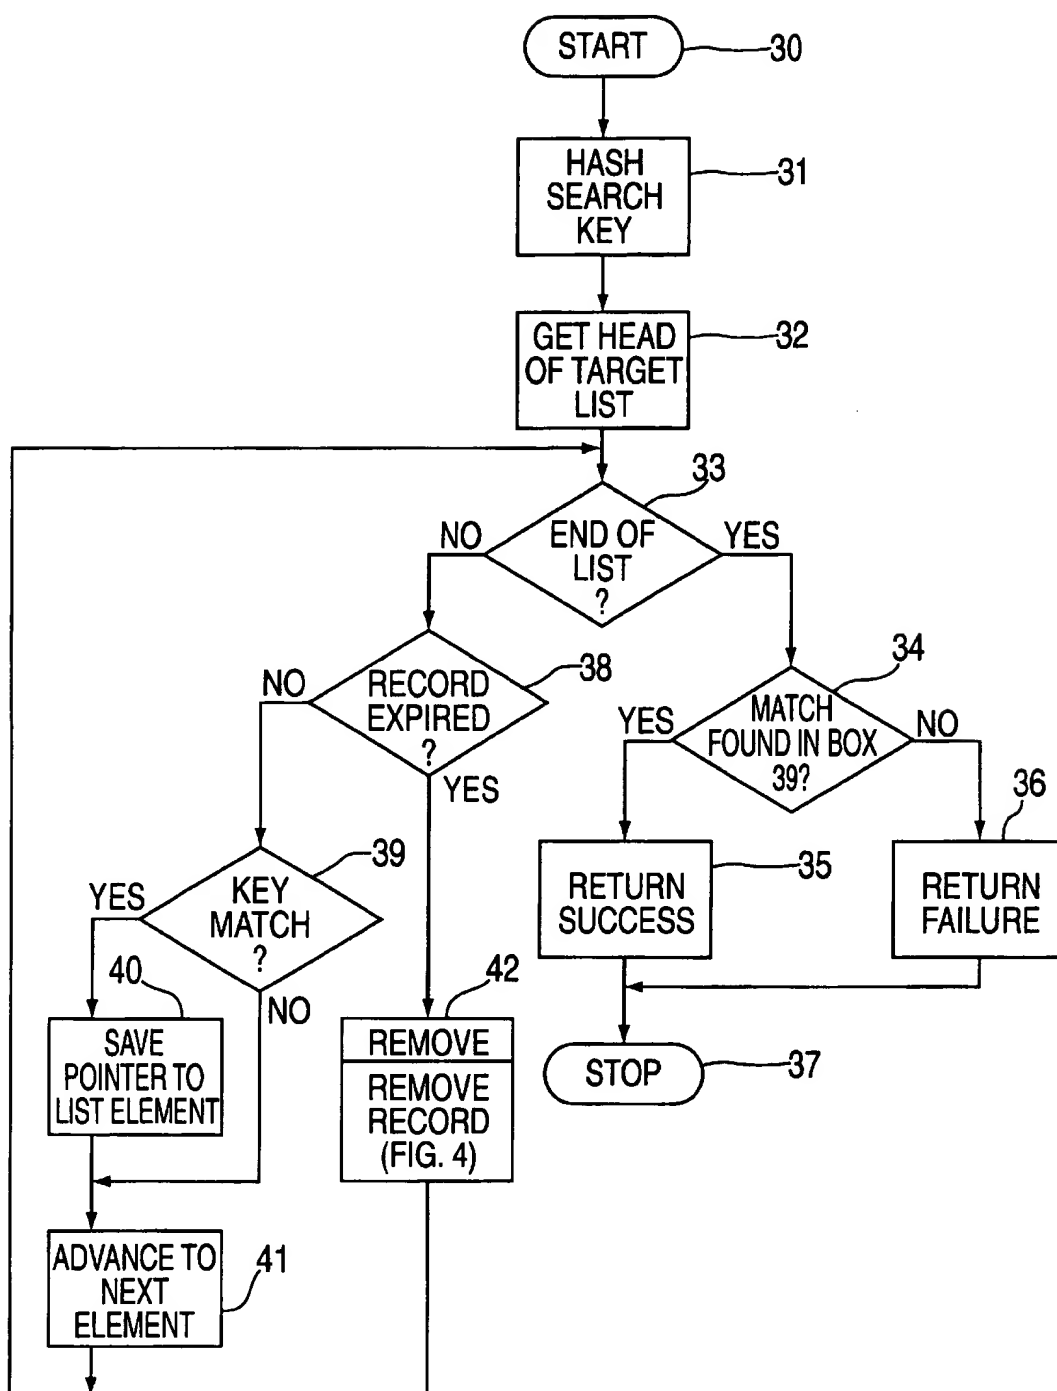 START
30
HASH
SEARCH
KEY
31
GET HEAD
OF TARGET
LIST
32
33
NO
END OF
LIST
?
YES
34
NO
RECORD
EXPIRED
?
38
YES
YES
MATCH
FOUND IN BOX
39?
NO
36
39
YES
KEY
MATCH
?
NO
35
RETURN
SUCCESS
RETURN
FAILURE
40
SAVE
POINTER TO
LIST ELEMENT
42
REMOVE
REMOVE
RECORD
(FIG. 4)
STOP
37
ADVANCE TO
NEXT
ELEMENT
41